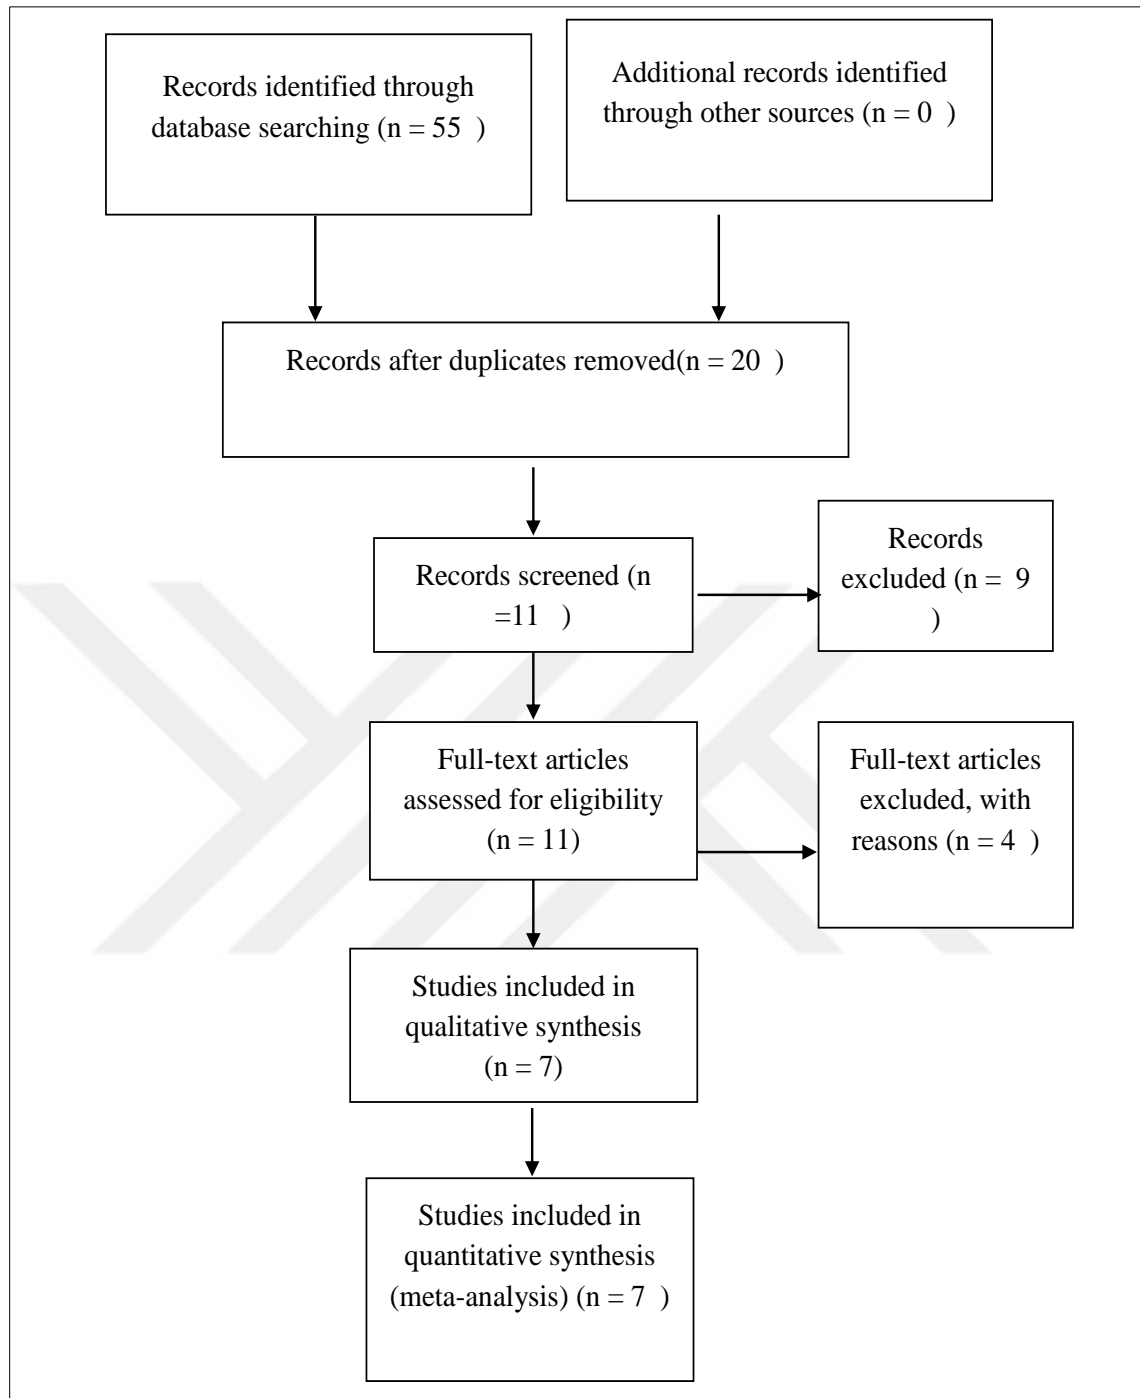 Records identified through
database searching (n = 55  )
Additional records identified
through other sources (n = 0  )
Records after duplicates removed(n = 20  )
Records screened (n
=11   )
Records
excluded (n =  9
)
Full-text articles
assessed for eligibility
(n = 11)
Full-text articles
excluded, with
reasons (n = 4  )
Studies included in
qualitative synthesis
(n = 7)
Studies included in
quantitative synthesis
(meta-analysis) (n = 7  )